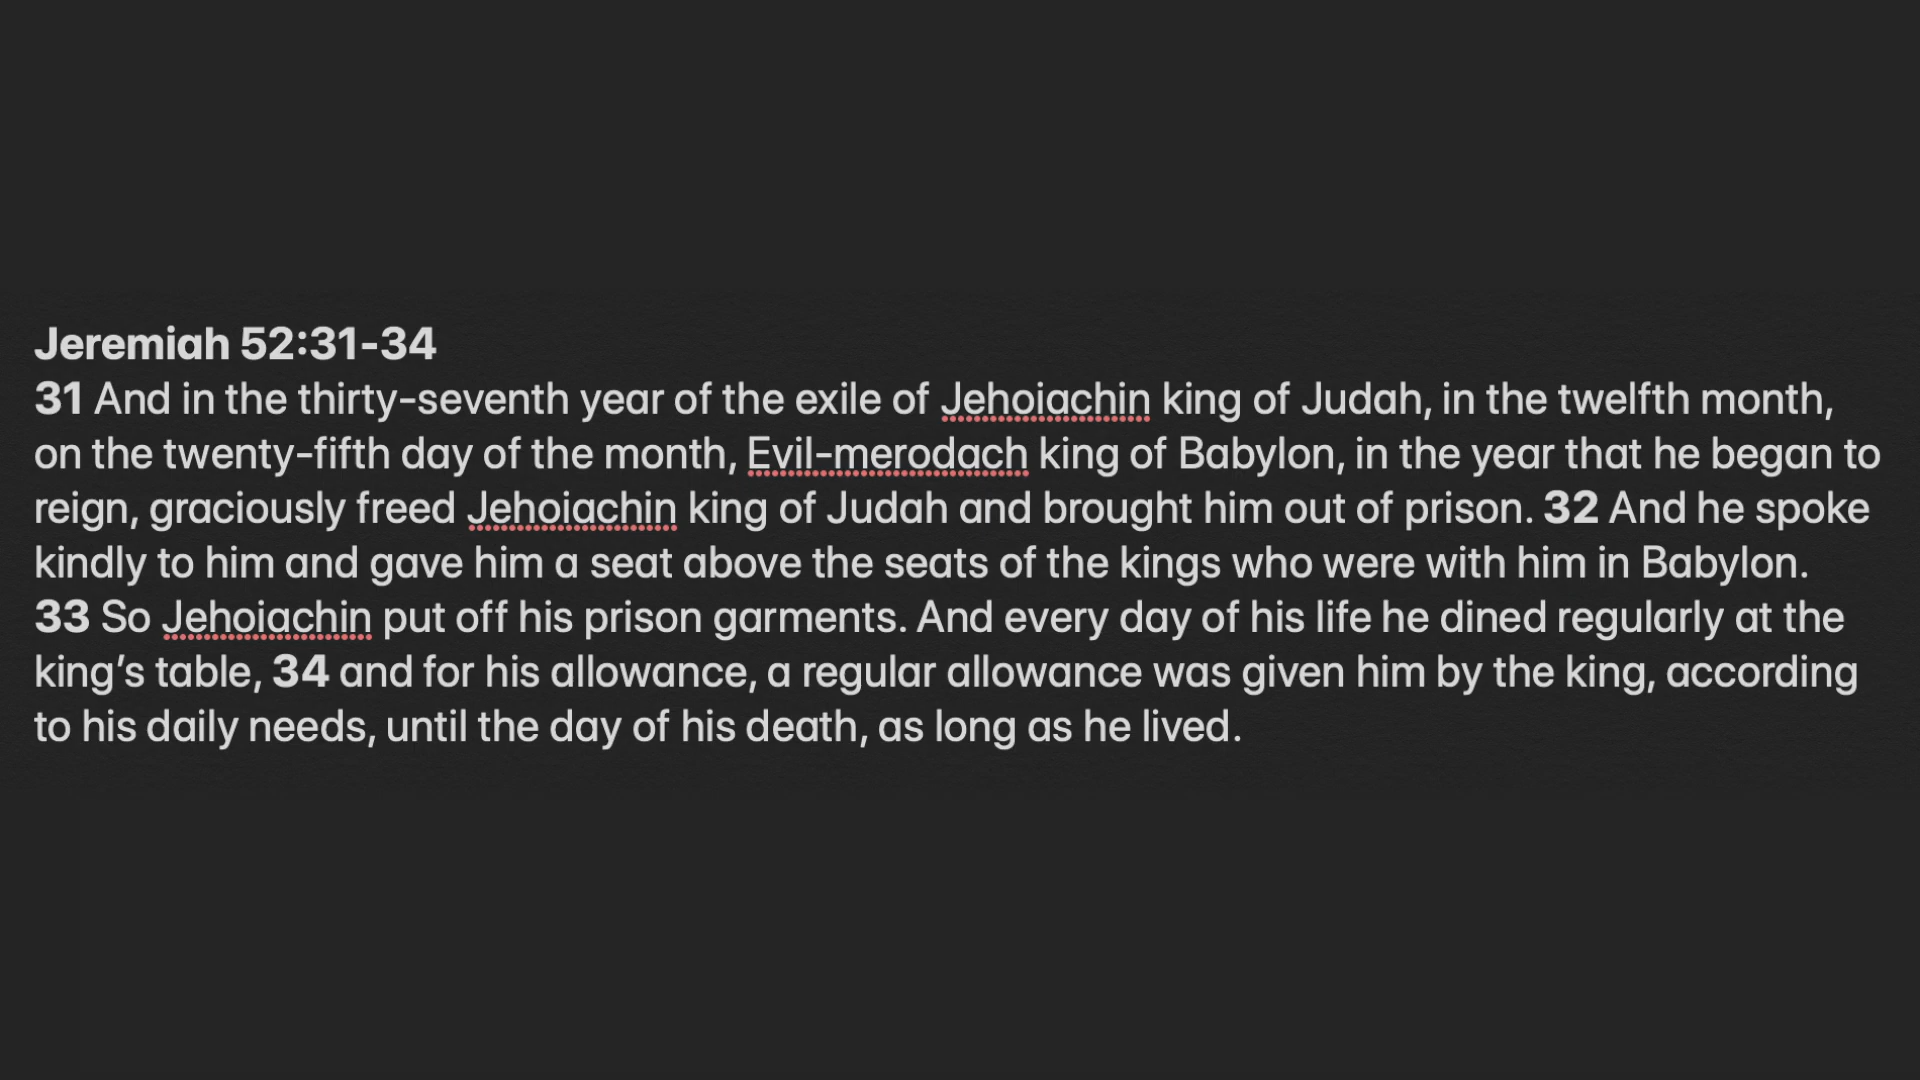 Jeremiah 52:31-34
31 And in the thirty-seventh year of the exile of Jehoiachin king of Judah, in the twelfth month,
on the twenty-fifth day of the month, Evil-merodach king of Babylon, in the year that he began to
reign, graciously freed Jehoiachin king of Judah and brought him out of prison. 32 And he spoke
kindly to him and gave him a seat above the seats of the kings who were with him in Babylon.
33 So Jehoiachin put off his prison garments. And every day of his life he dined regularly at the
king’s table, 34 and for his allowance, a regular allowance was given him by the king, according
to his daily needs, until the day of his death, as long as he lived.